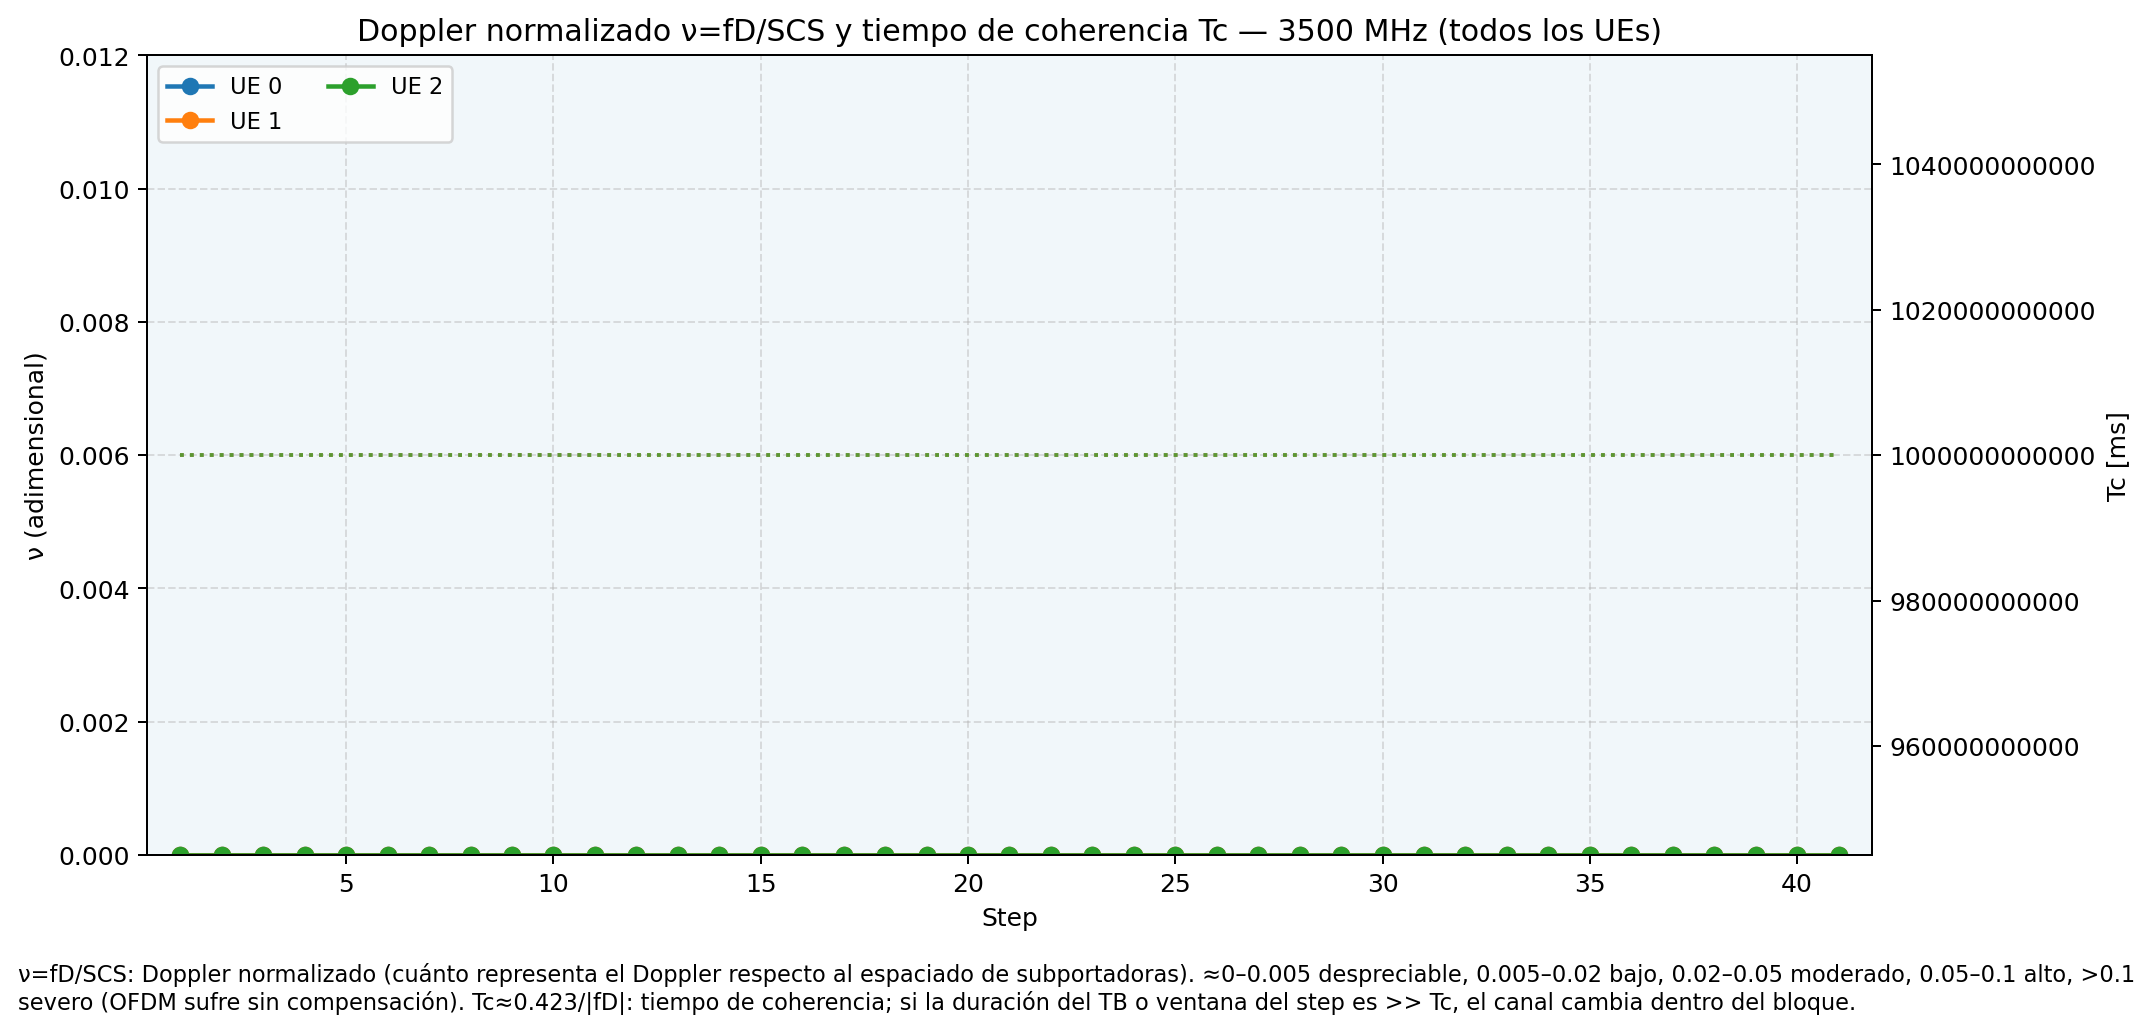 Doppler normalizado ν=fD/SCS y tiempo de coherencia Tc — 3500 MHz (todos los UEs)
UE 0
UE 1
UE 2
ν (adimensional)
0.012
0.010
0.008
0.006
0.004
0.002
0.000
1040000000000
1020000000000
1000000000000
980000000000
960000000000
Tc [ms]
5 10 15 20 25 30 35 40
Step
ν=fD/SCS: Doppler normalizado (cuánto representa el Doppler respecto al espaciado de subportadoras). ≈0–0.005 despreciable, 0.005–0.02 bajo, 0.02–0.05 moderado, 0.05–0.1 alto, >0.1
severo (OFDM sufre sin compensación). Tc≈0.423/|fD|: tiempo de coherencia; si la duración del TB o ventana del step es >> Tc, el canal cambia dentro del bloque.